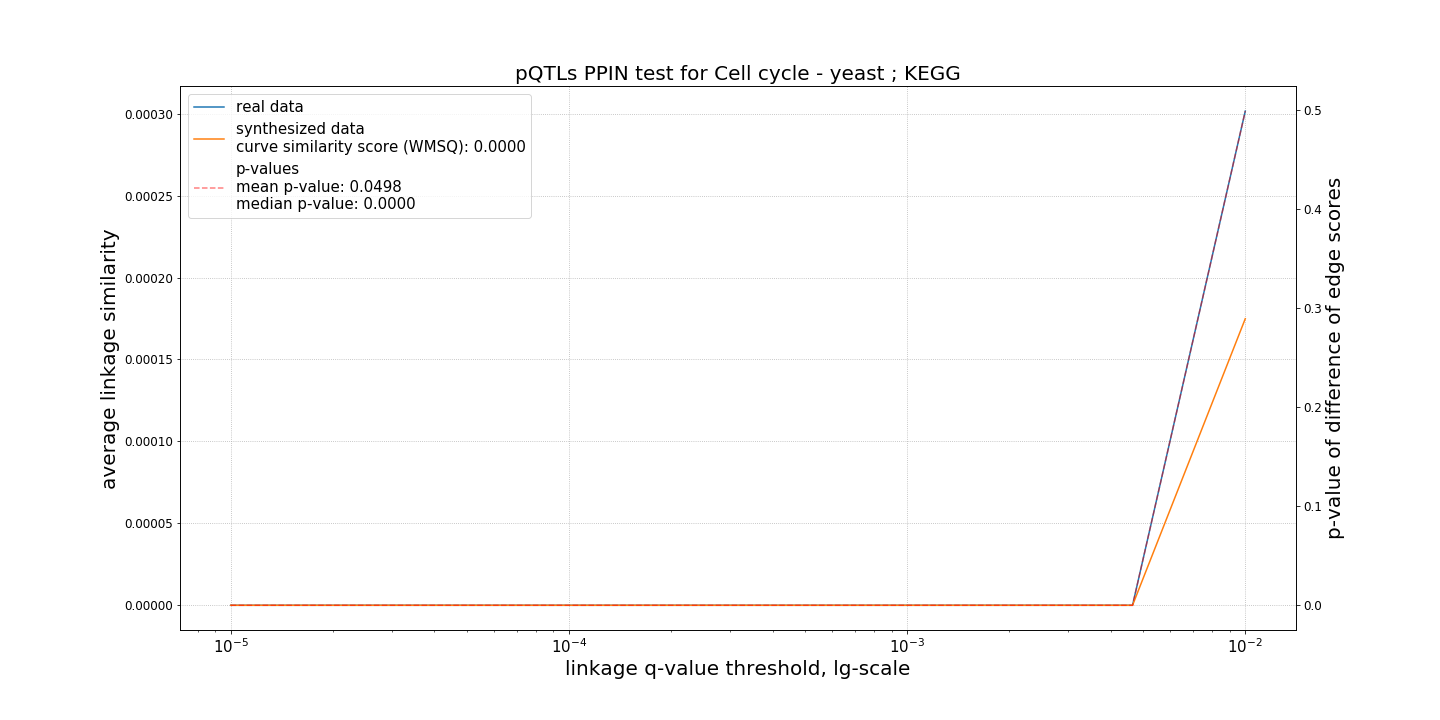 pQTLs PPIN test for Cell cycle - yeast ; KEGG
real data
synthesized data
curve similarity score (WMSQ): 0.0000
p-values
mean p-value: 0.0498
median p-value: 0.0000
average linkage similarity
0.00030
0.00025
0.00020
0.00015
0.00010
0.00005
0.00000
p-value of difference of edge scores
0.5
0.4
0.3
0.2
0.1
0.0
10⁻⁵ 10⁻⁴ 10⁻³ 10⁻²
linkage q-value threshold, lg-scale